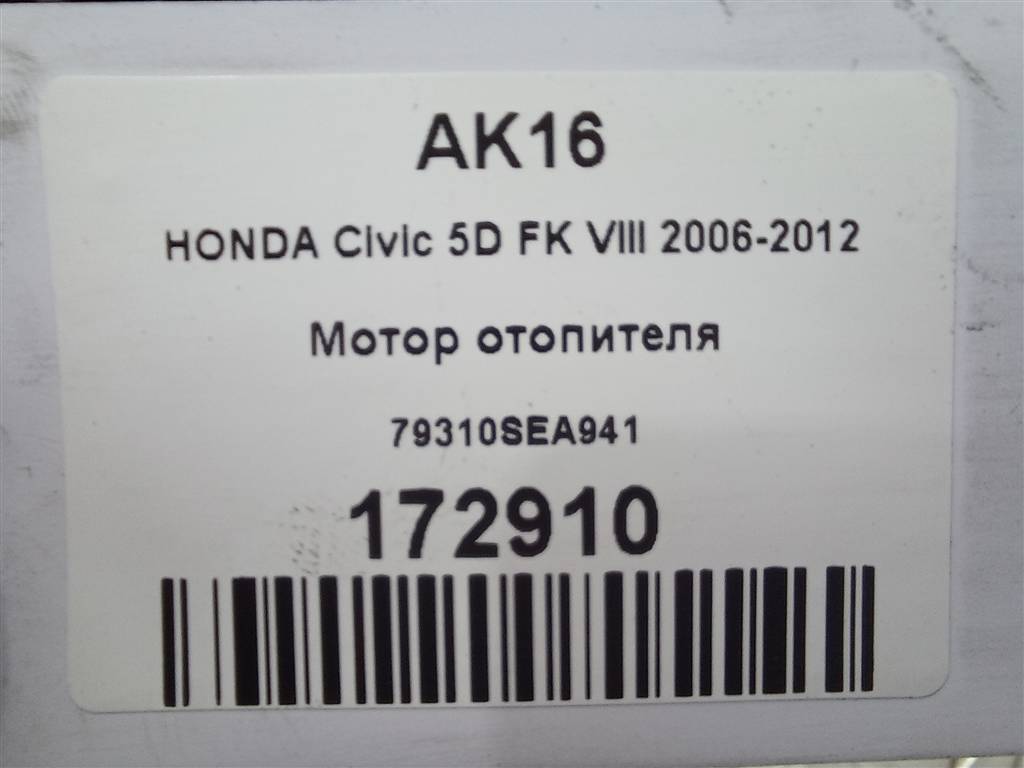 AK16
HONDA Civic 5D FK VIII 2006-2012
Мотор отопителя
79310SEA941
172910